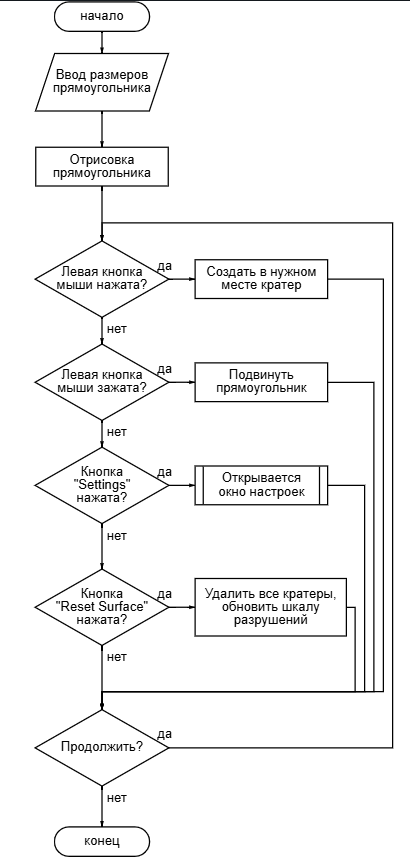 начало
Ввод размеров
прямоугольника
Отрисовка
прямоугольника
Левая кнопка
мыши нажата?
да
Создать в нужном
месте кратер
нет
Левая кнопка
мыши зажата?
да
Подвинуть
прямоугольник
нет
Кнопка
"Settings"
нажата?
да
Открывается
окно настроек
нет
Кнопка
"Reset Surface"
нажата?
да
Удалить все кратеры,
обновить шкалу
разрушений
нет
Продолжить?
да
нет
конец